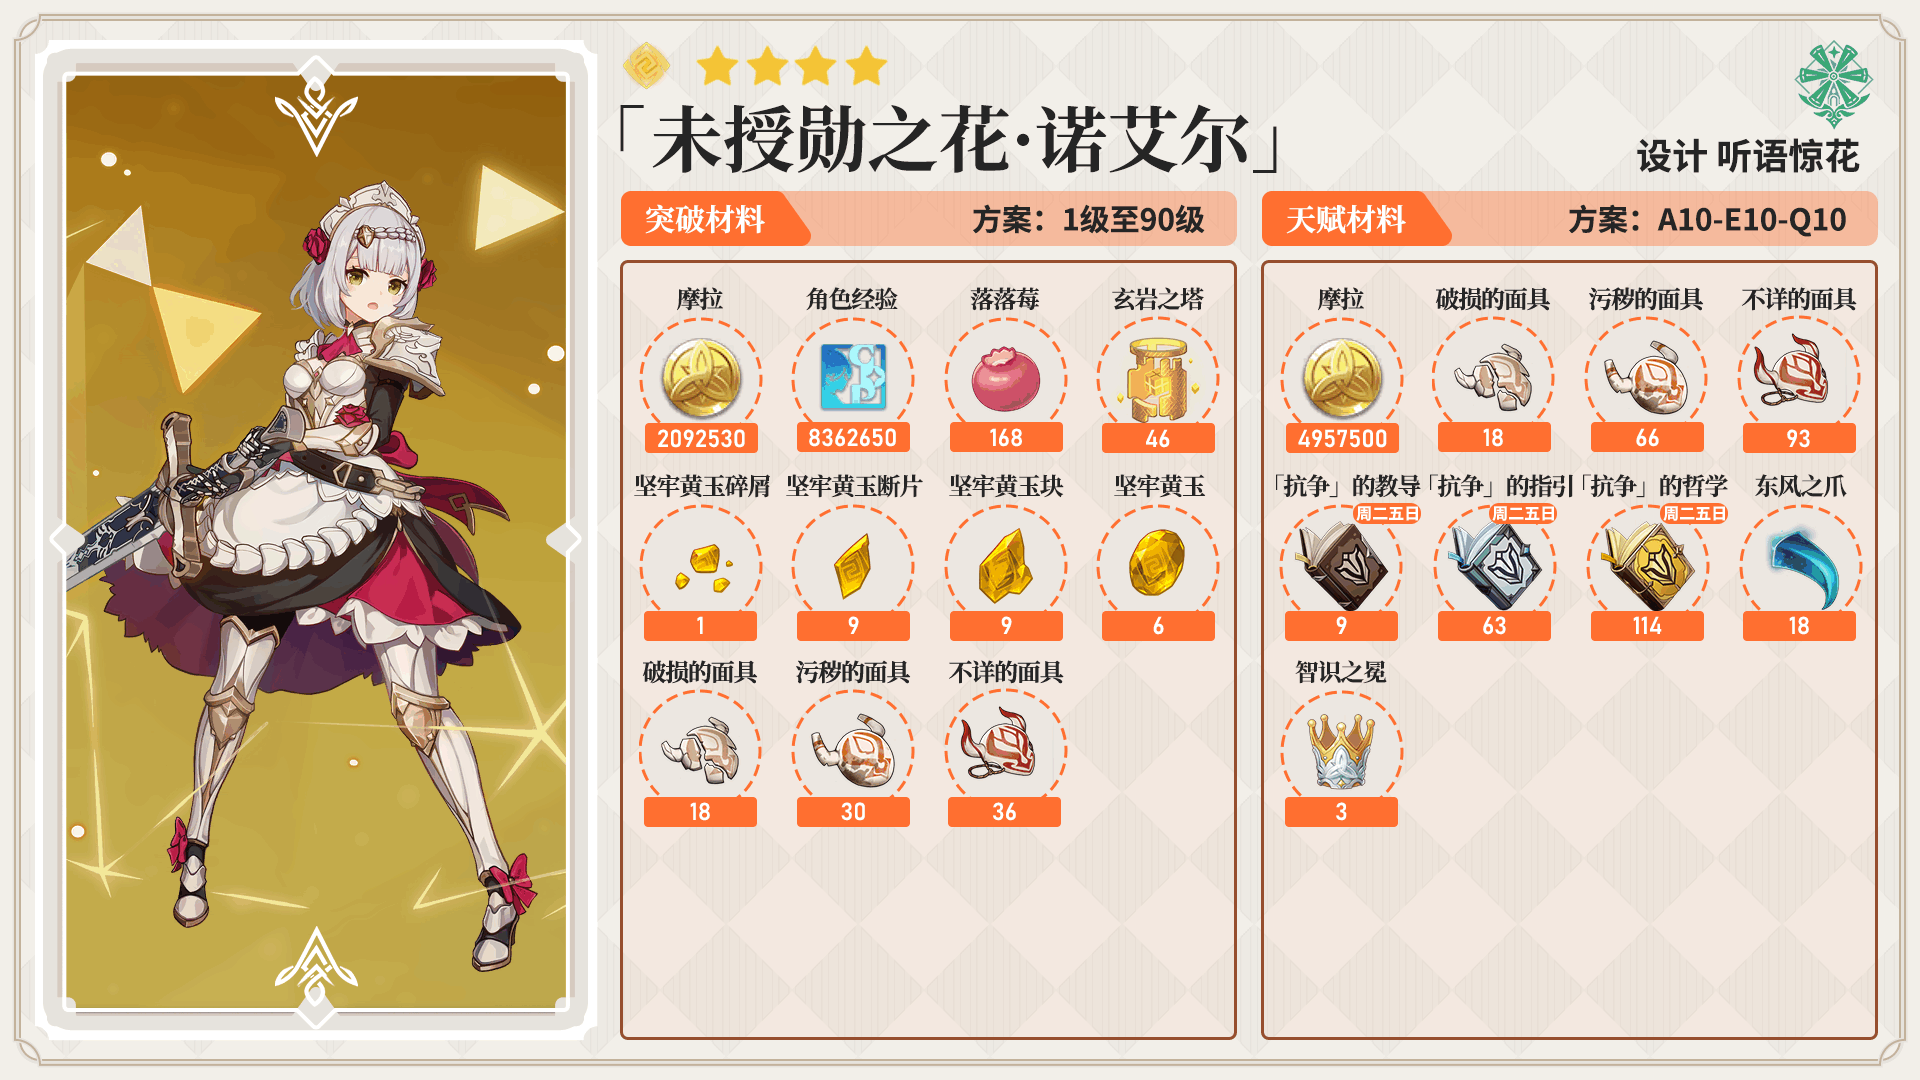 「未授勋之花·诺艾尔」
设计 听语惊花
突破材料 方案：1级至90级
摩拉 角色经验 落落莓 玄岩之塔
2092530 8362650 168 46
坚牢黄玉碎屑 坚牢黄玉断片 坚牢黄玉块 坚牢黄玉
1 9 9 6
破损的面具 污秽的面具 不详的面具
18 30 36
天赋材料 方案：A10-E10-Q10
摩拉 破损的面具 污秽的面具 不详的面具
4957500 18 66 93
「抗争」的教导 「抗争」的指引 「抗争」的哲学 东风之爪
周二五日 周二五日 周二五日
9 63 114 18
智识之冕
3